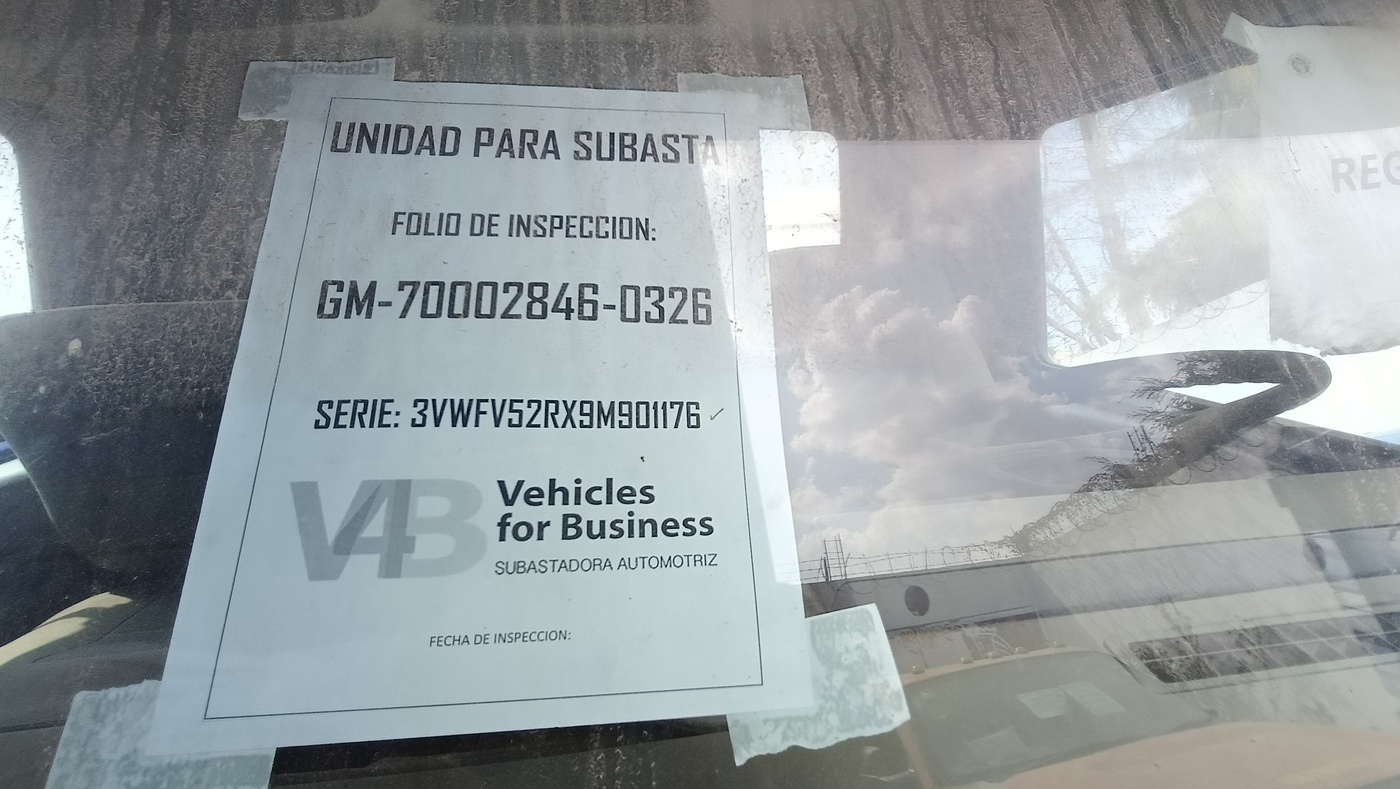 UNIDAD PARA SUBASTA
FOLIO DE INSPECCION:
GM-70002846-0326
SERIE: 3VWFV52RX9M901176 ✓
V4B
Vehicles
for Business
SUBASTADORA AUTOMOTRIZ
FECHA DE INSPECCION:
REG